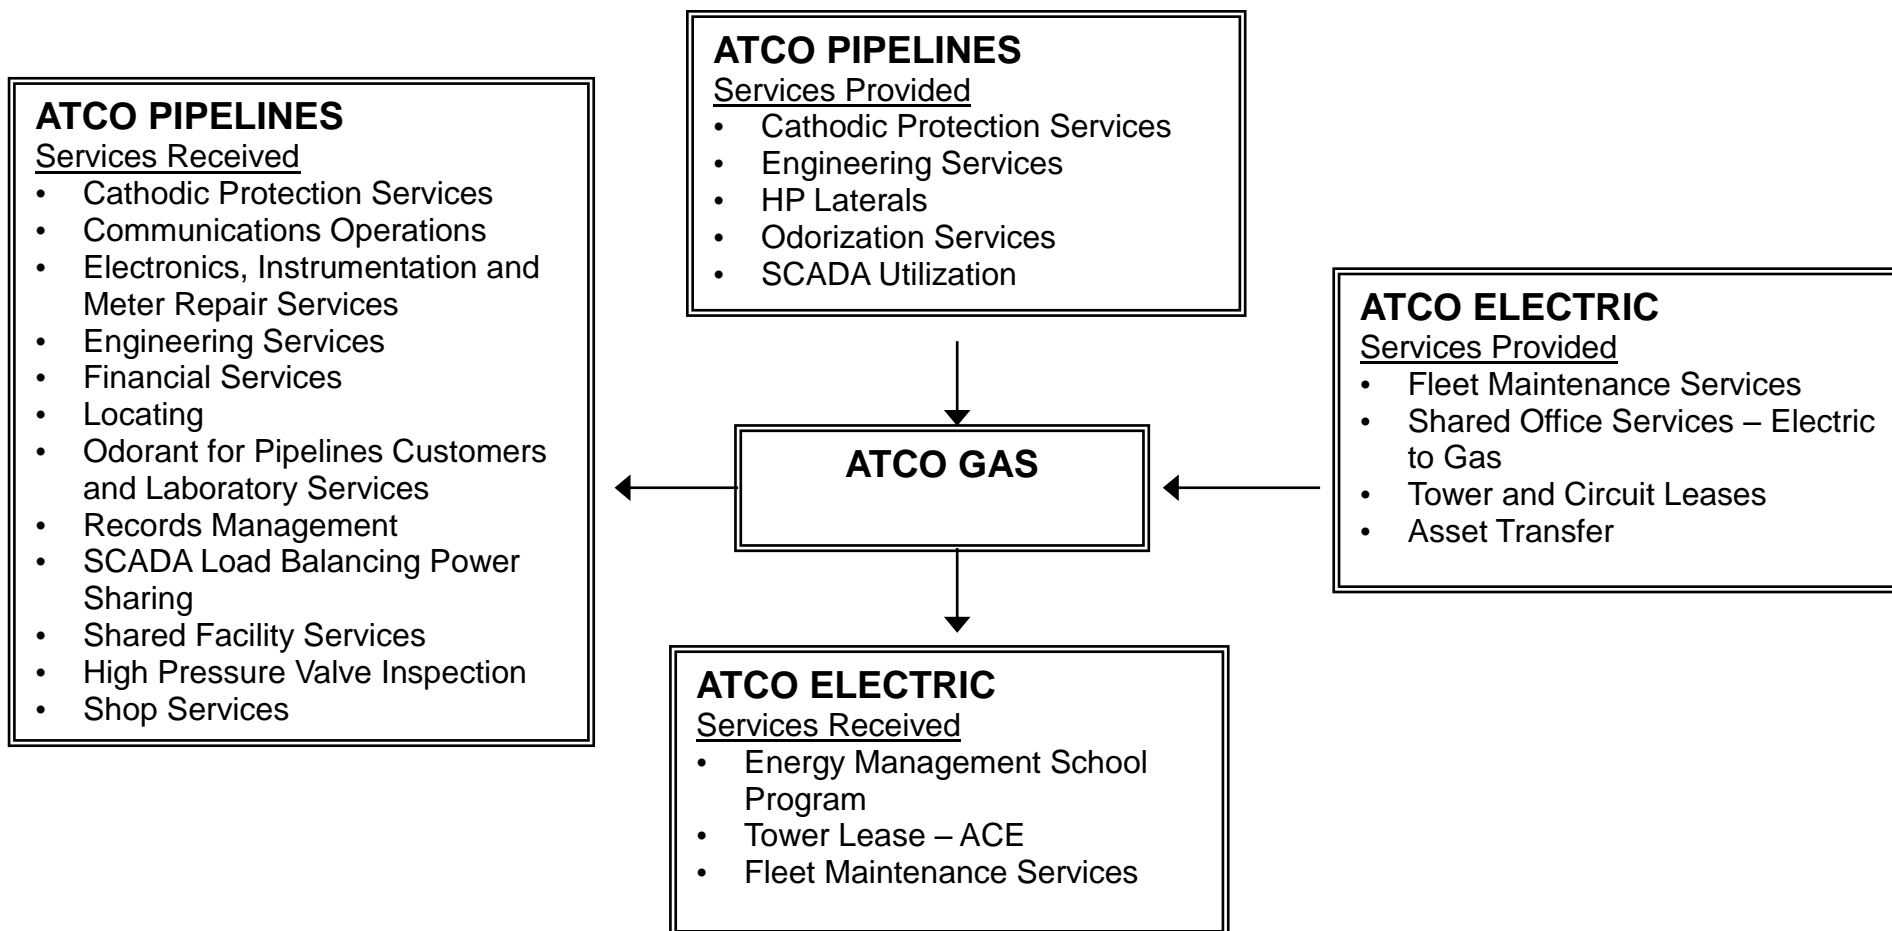 ATCO PIPELINES
Services Received
• Cathodic Protection Services
• Communications Operations
• Electronics, Instrumentation and
Meter Repair Services
• Engineering Services
• Financial Services
• Locating
• Odorant for Pipelines Customers
and Laboratory Services
• Records Management
• SCADA Load Balancing Power
Sharing
• Shared Facility Services
• High Pressure Valve Inspection
• Shop Services
ATCO PIPELINES
Services Provided
• Cathodic Protection Services
• Engineering Services
• HP Laterals
• Odorization Services
• SCADA Utilization
ATCO GAS
ATCO ELECTRIC
Services Provided
• Fleet Maintenance Services
• Shared Office Services – Electric
to Gas
• Tower and Circuit Leases
• Asset Transfer
ATCO ELECTRIC
Services Received
• Energy Management School
Program
• Tower Lease – ACE
• Fleet Maintenance Services